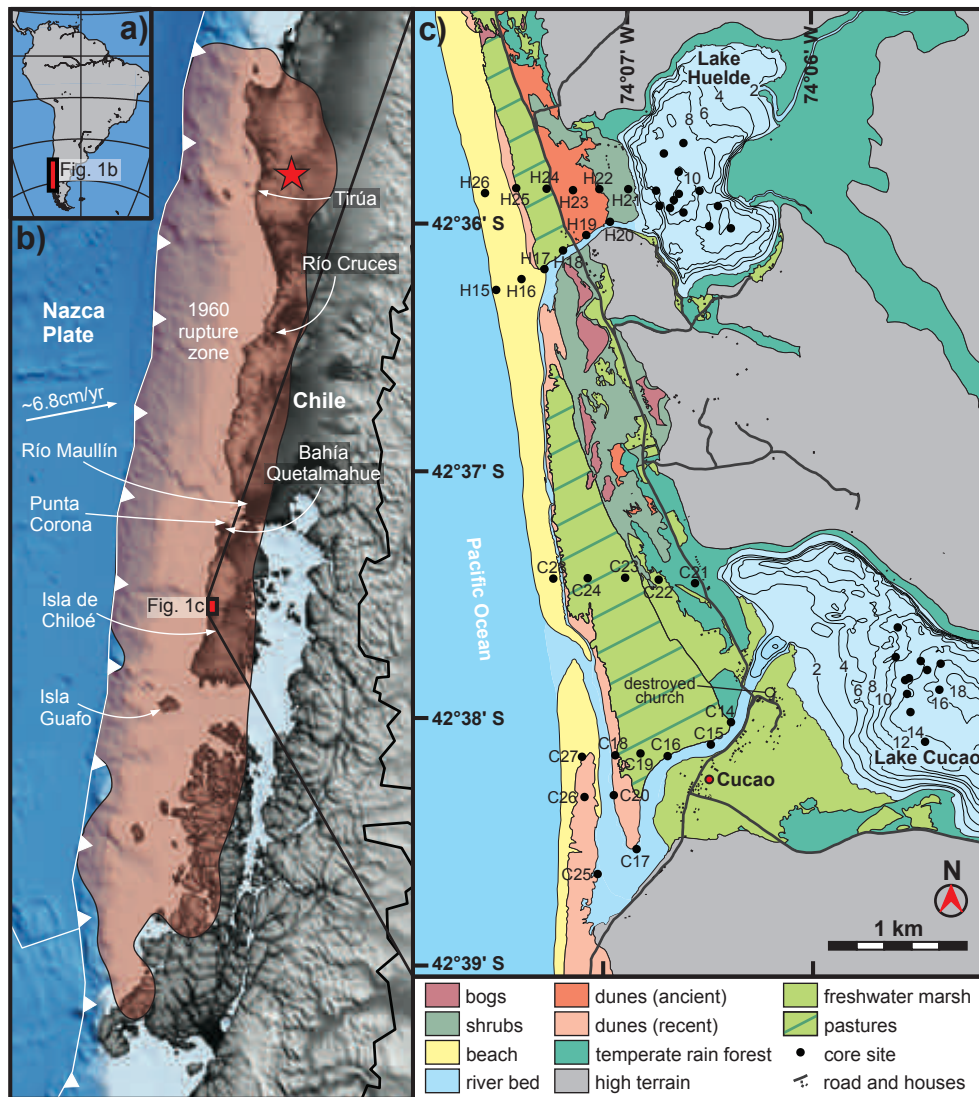 a)
Fig. 1b
b)
Tirúa
Río Cruces
1960
rupture
zone
Nazca
Plate
Chile
~6.8cm/yr
Río Maullín
Bahía
Quetalmahue
Punta
Corona
Fig. 1c
Isla de
Chiloé
Isla
Guafo
c)
74°07' W
74°06' W
Lake
Huelde
2
4
6
8
10
H26
H25
H24
H23
H22
H21
42°36' S
H19
H20
H18
H17
H16
H15
42°37' S
Pacific Ocean
C28
C24
C23
C22
C21
destroyed
church
2
4
6
8
10
18
16
14
12
Lake Cucao
42°38' S
C14
C15
C16
C18
C19
C27
C26
C20
Cucao
C17
C25
N
1 km
42°39' S
bogs
dunes (ancient)
freshwater marsh
shrubs
dunes (recent)
pastures
beach
temperate rain forest
core site
river bed
high terrain
road and houses